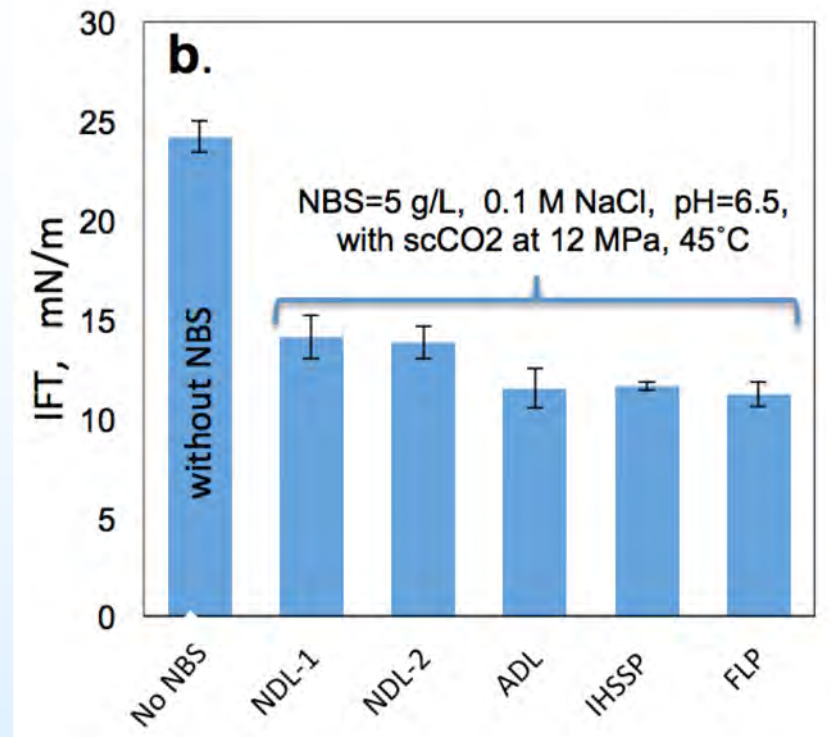 b.
30
25
20
15
10
5
0
IFT, mN/m
NBS=5 g/L, 0.1 M NaCl, pH=6.5,
with scCO2 at 12 MPa, 45˚C
without NBS
No NBS
NDL-1
NDL-2
ADL
IHSSP
FLP